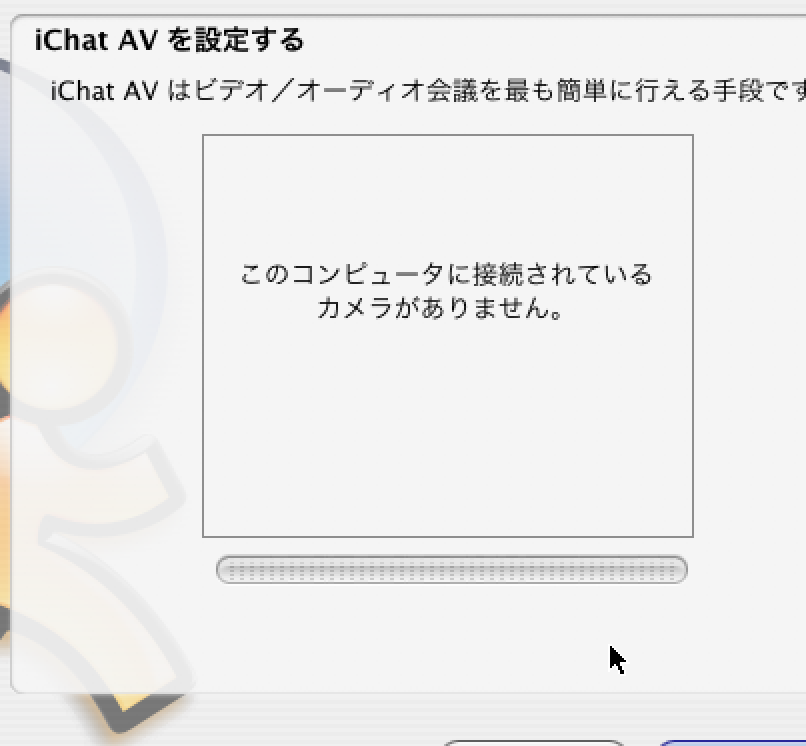 iChat AV を設定する
iChat AV はビデオ／オーディオ会議を最も簡単に行える手段です
このコンピュータに接続されている
カメラがありません。